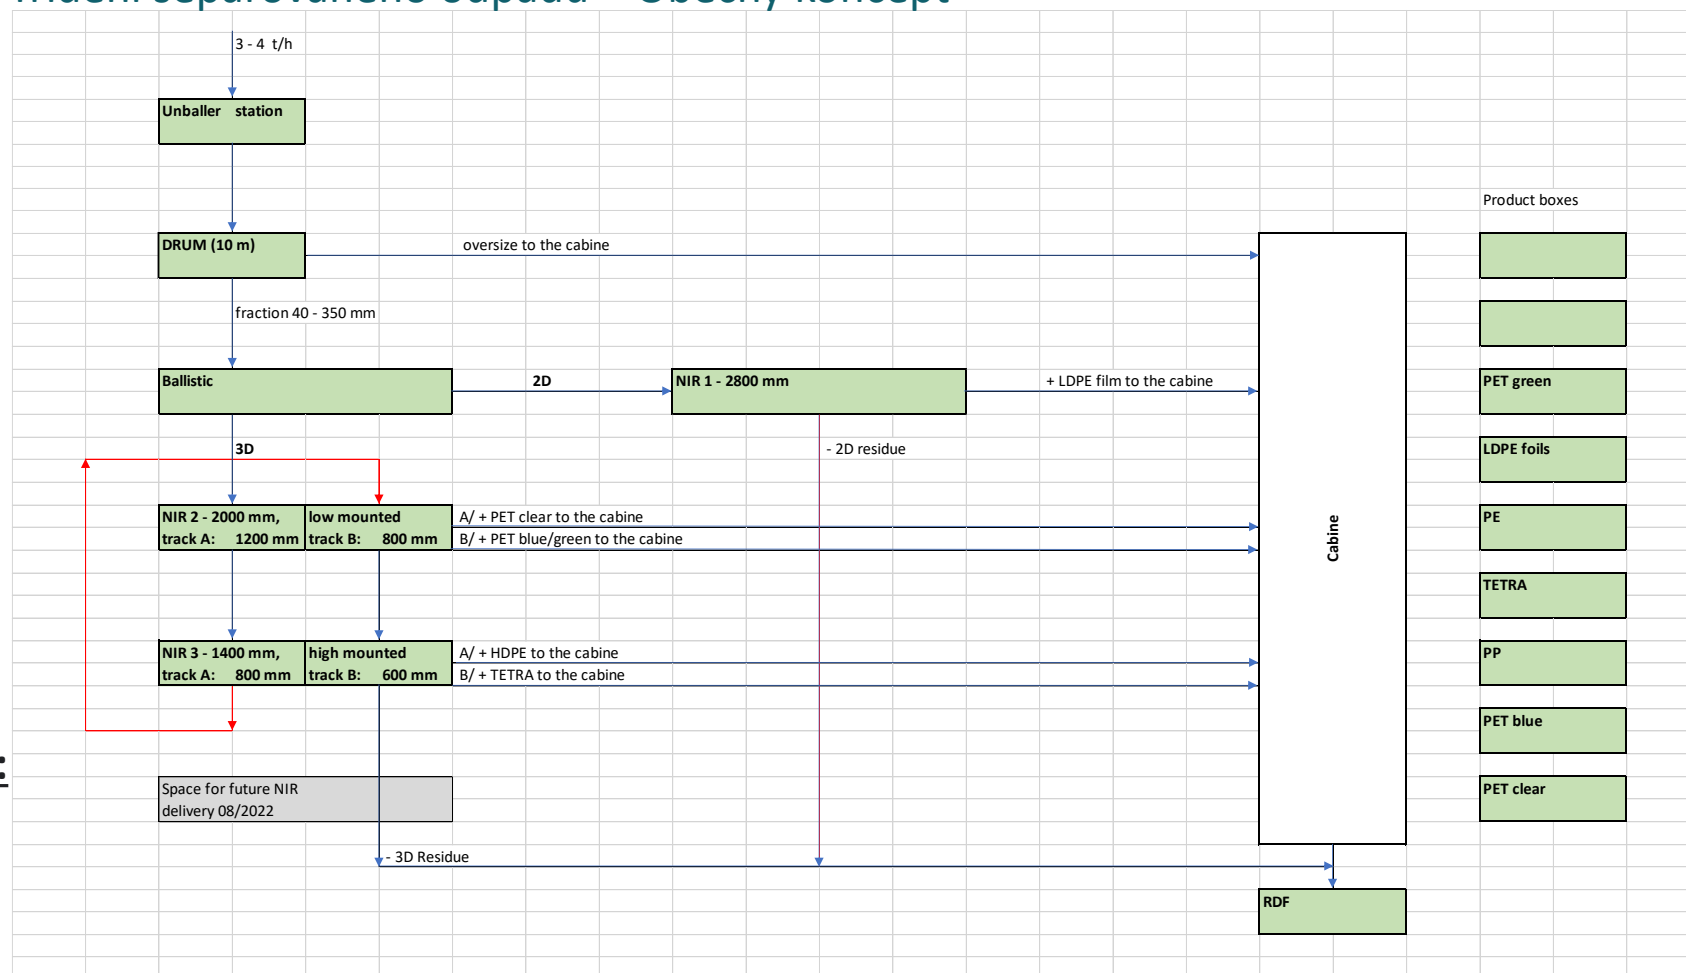 3 - 4 t/h
Unballer station
Product boxes
DRUM (10 m)
oversize to the cabine
fraction 40 - 350 mm
Ballistic
2D
NIR 1 - 2800 mm
+ LDPE film to the cabine
PET green
3D
- 2D residue
LDPE foils
NIR 2 - 2000 mm,
track A: 1200 mm
low mounted
track B: 800 mm
A/ + PET clear to the cabine
B/ + PET blue/green to the cabine
Cabine
PE
TETRA
NIR 3 - 1400 mm,
track A: 800 mm
high mounted
track B: 600 mm
A/ + HDPE to the cabine
B/ + TETRA to the cabine
PP
PET blue
Space for future NIR
delivery 08/2022
PET clear
- 3D Residue
RDF